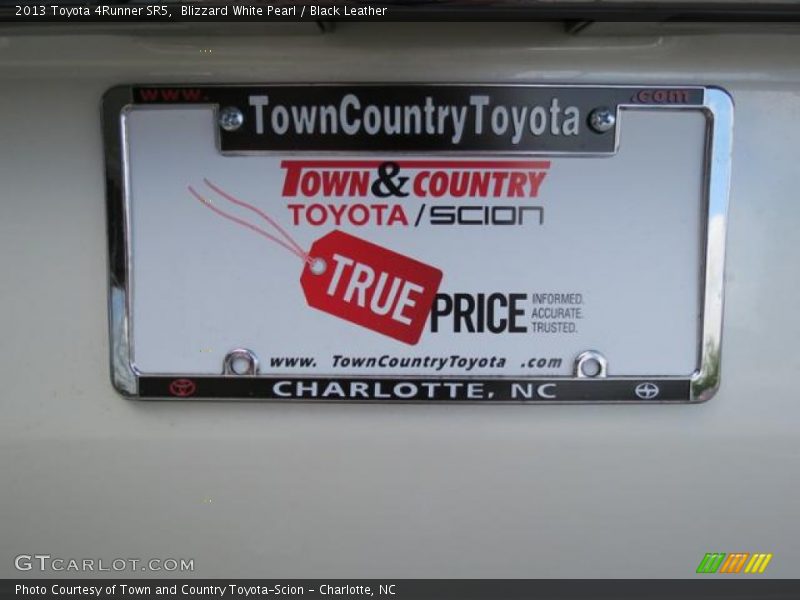 2013 Toyota 4Runner SR5,  Blizzard White Pearl / Black Leather
www. .com
TownCountryToyota
TOWN & COUNTRY
TOYOTA / SCION
TRUE PRICE
INFORMED.
ACCURATE.
TRUSTED.
www. TownCountryToyota .com
CHARLOTTE, NC
GTCARLOT.COM
Photo Courtesy of Town and Country Toyota-Scion - Charlotte, NC